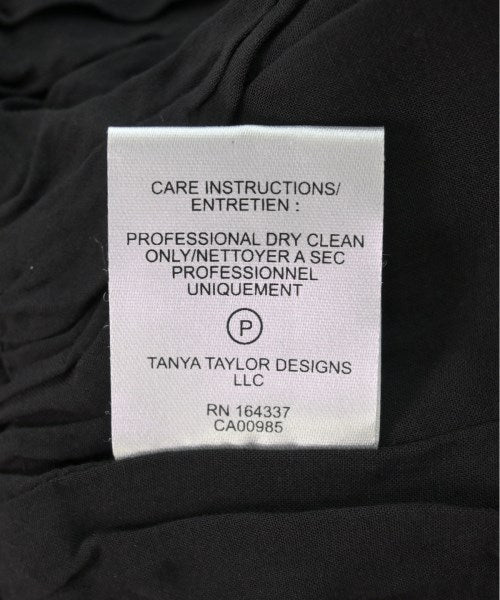 CARE INSTRUCTIONS/
ENTRETIEN :
PROFESSIONAL DRY CLEAN
ONLY/NETTOYER A SEC
PROFESSIONNEL
UNIQUEMENT
P
TANYA TAYLOR DESIGNS
LLC
RN 164337
CA00985